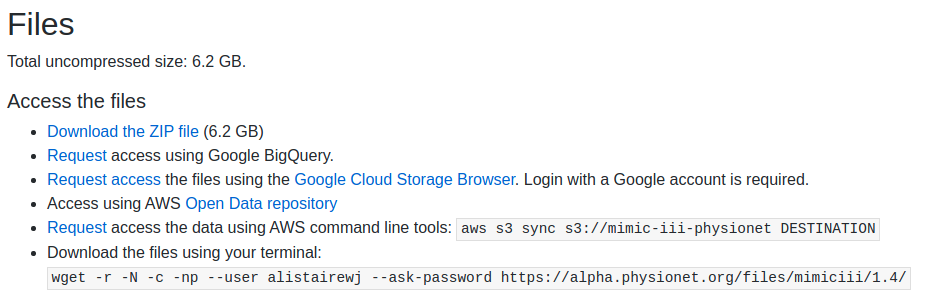 Files
Total uncompressed size: 6.2 GB.
Access the files
Download the ZIP file (6.2 GB)
Request access using Google BigQuery.
Request access the files using the Google Cloud Storage Browser. Login with a Google account is required.
Access using AWS Open Data repository
Request access the data using AWS command line tools: aws s3 sync s3://mimic-iii-physionet DESTINATION
Download the files using your terminal:
wget -r -N -c -np --user alistairewj --ask-password https://alpha.physionet.org/files/mimiciii/1.4/